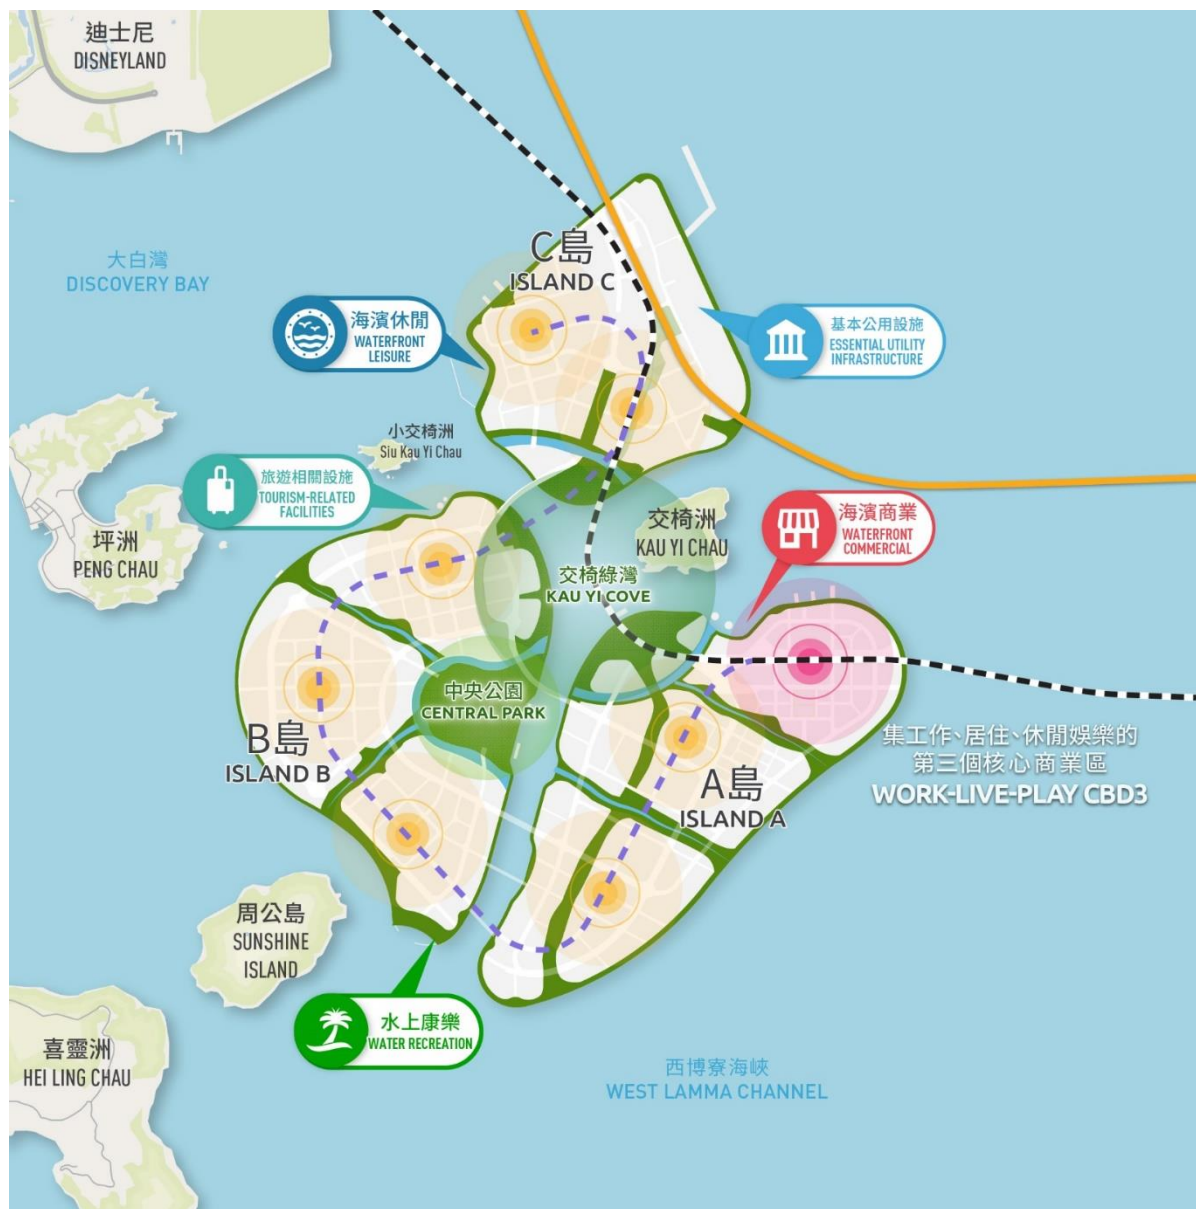 迪士尼
DISNEYLAND
大白灣
DISCOVERY BAY
C島
ISLAND C
海濱休閒
WATERFRONT
LEISURE
基本公用設施
ESSENTIAL UTILITY
INFRASTRUCTURE
小交椅洲
Siu Kau Yi Chau
旅遊相關設施
TOURISM-RELATED
FACILITIES
坪洲
PENG CHAU
交椅洲
KAU YI CHAU
海濱商業
WATERFRONT
COMMERCIAL
交椅綠灣
KAU YI COVE
中央公園
CENTRAL PARK
B島
ISLAND B
A島
ISLAND A
集工作、居住、休閒娛樂的
第三個核心商業區
WORK-LIVE-PLAY CBD3
周公島
SUNSHINE
ISLAND
水上康樂
WATER RECREATION
喜靈洲
HEI LING CHAU
西博寮海峽
WEST LAMMA CHANNEL